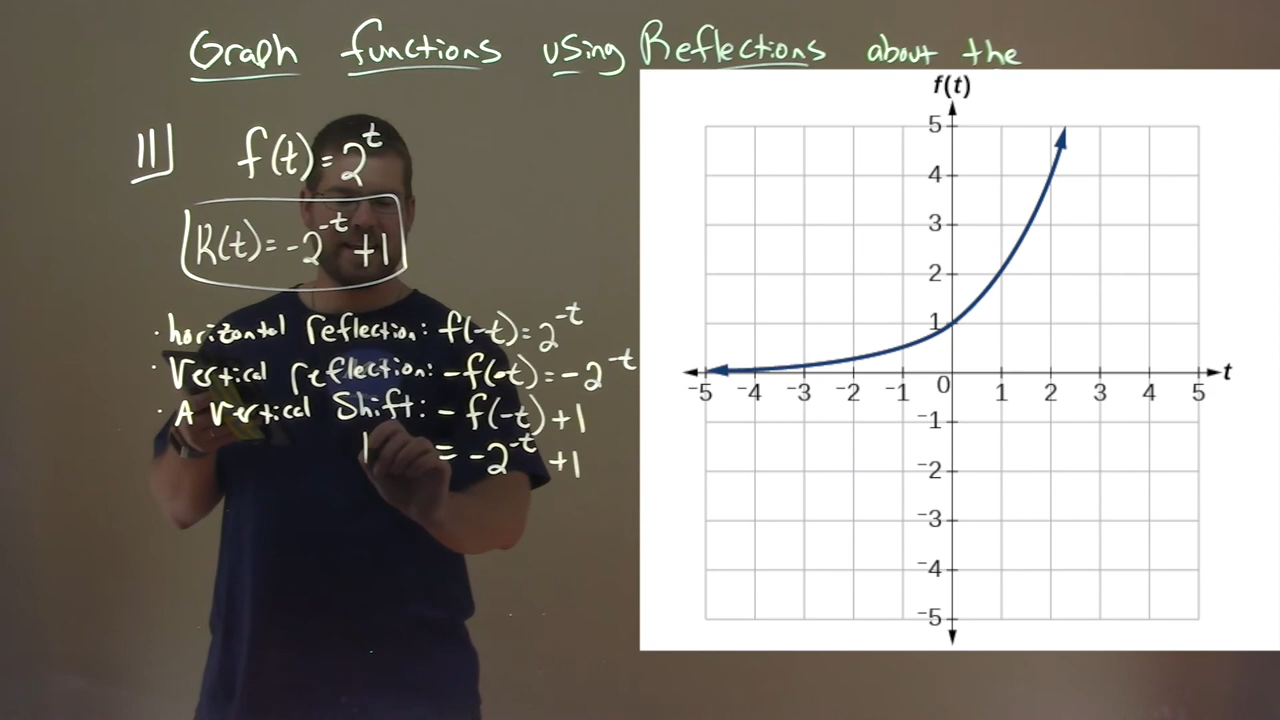 Graph functions using Reflections about the
11 f(t)=2^t
k(t)=-2^-t +1
· horizontal reflection: f(-t)=2^-t
· Vertical reflection: -f(-t)=-2^-t
· A Vertical Shift: -f(-t)+1
= -2^-t +1
f(t)
5
4
3
2
1
-5 -4 -3 -2 -1 0 1 2 3 4 5 t
-1
-2
-3
-4
-5